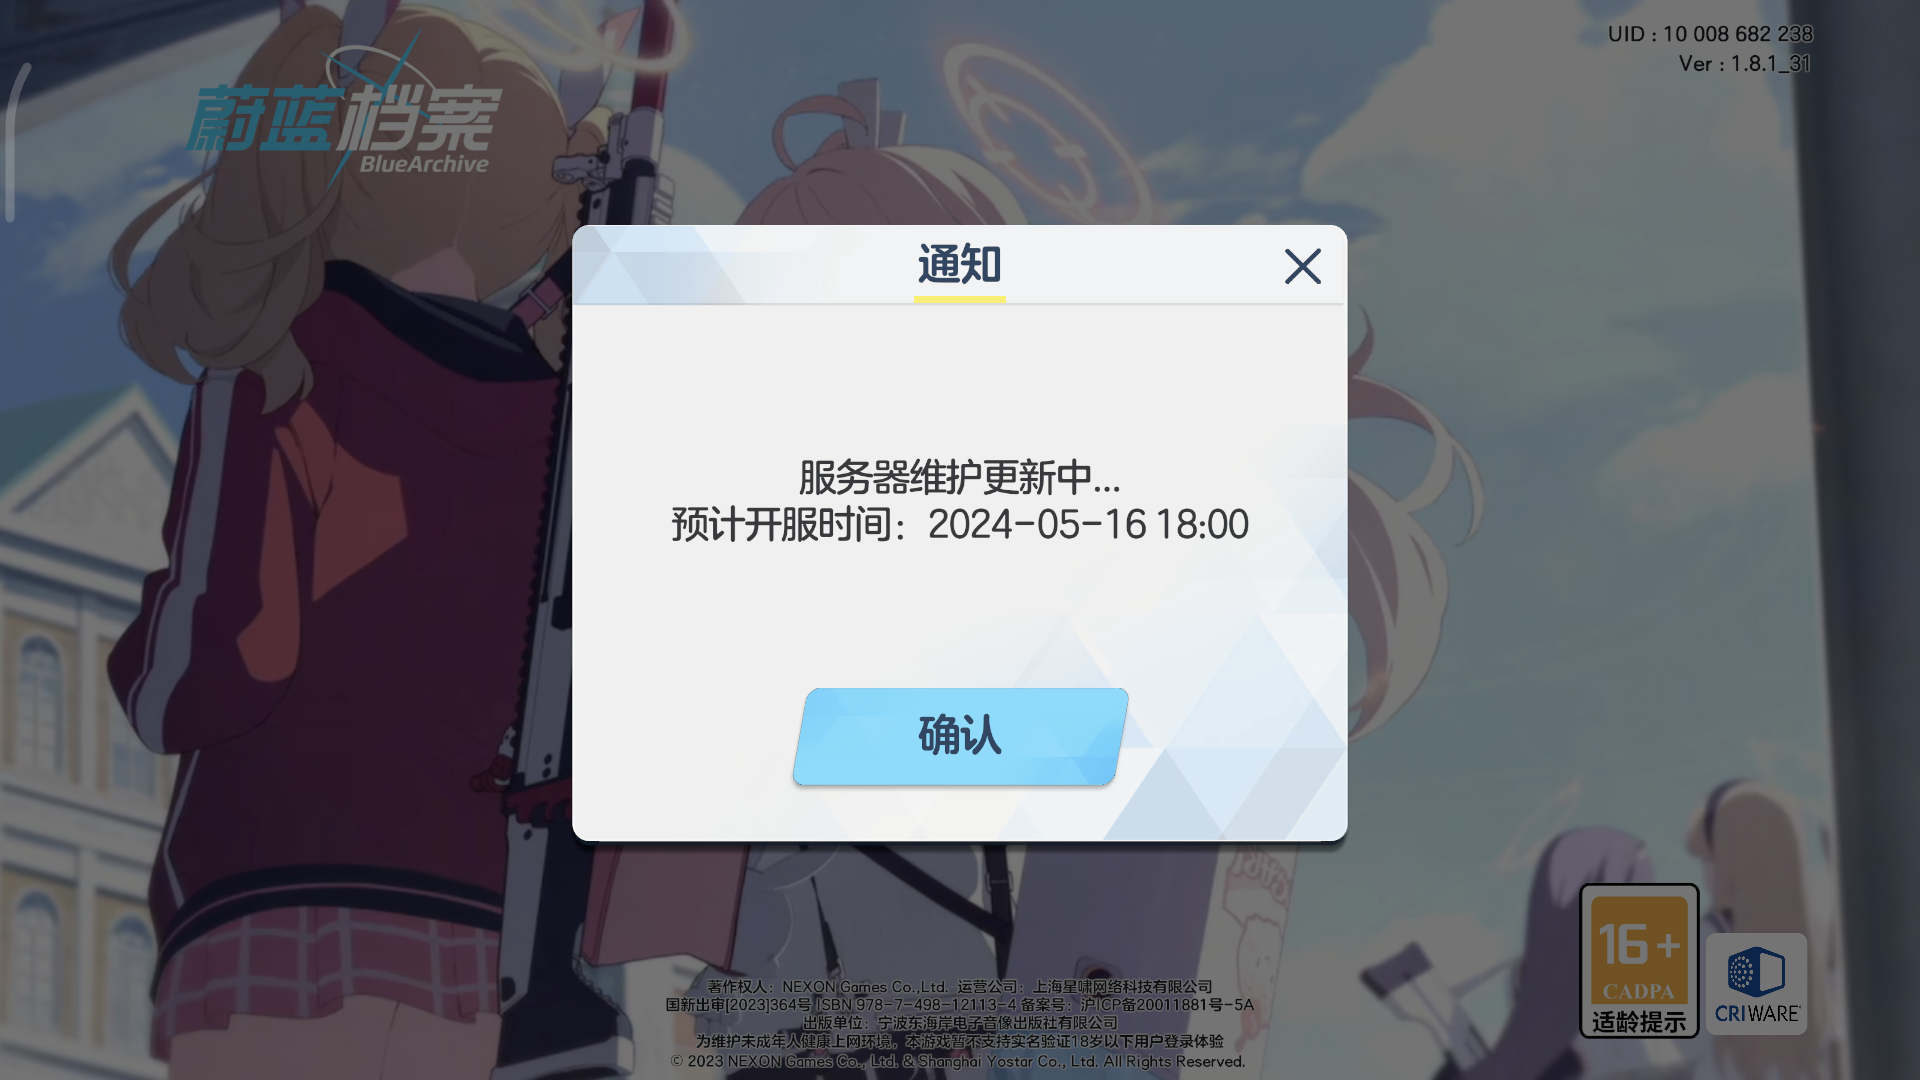 UID : 10 008 682 238
Ver : 1.8.1_31
蔚蓝档案
BlueArchive
通知
服务器维护更新中...
预计开服时间：2024-05-16 18:00
确认
著作权人：NEXON Games Co.,Ltd. 运营公司：上海星啸网络科技有限公司
国新出审[2023]364号 ISBN 978-7-498-12113-4 备案号：沪ICP备20011881号-5A
出版单位：宁波东海岸电子音像出版社有限公司
为维护未成年人健康上网环境，本游戏暂不支持实名验证18岁以下用户登录体验
© 2023 NEXON Games Co., Ltd. & Shanghai Yostar Co., Ltd. All Rights Reserved.
16+
CADPA
适龄提示
CRIWARE